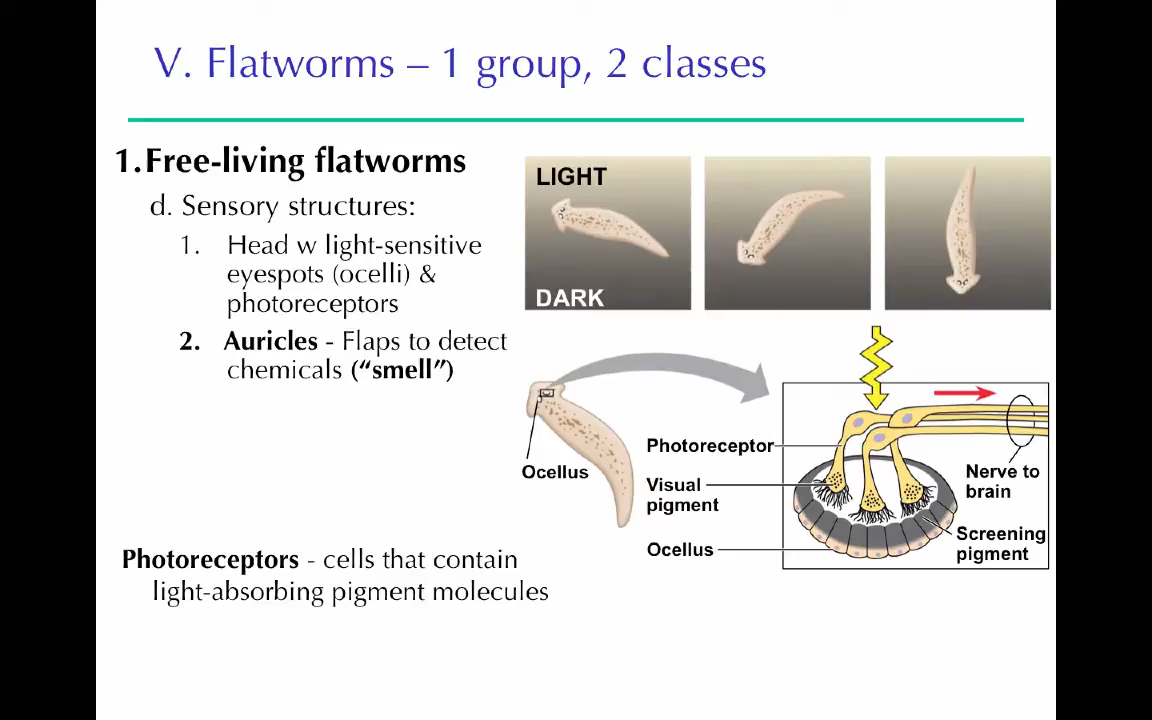 V. Flatworms – 1 group, 2 classes
1. Free-living flatworms
d. Sensory structures:
1. Head w light-sensitive
eyespots (ocelli) &
photoreceptors
2. Auricles - Flaps to detect
chemicals (“smell”)
Photoreceptors - cells that contain
light-absorbing pigment molecules
LIGHT
DARK
Ocellus
Photoreceptor
Visual
pigment
Ocellus
Nerve to
brain
Screening
pigment